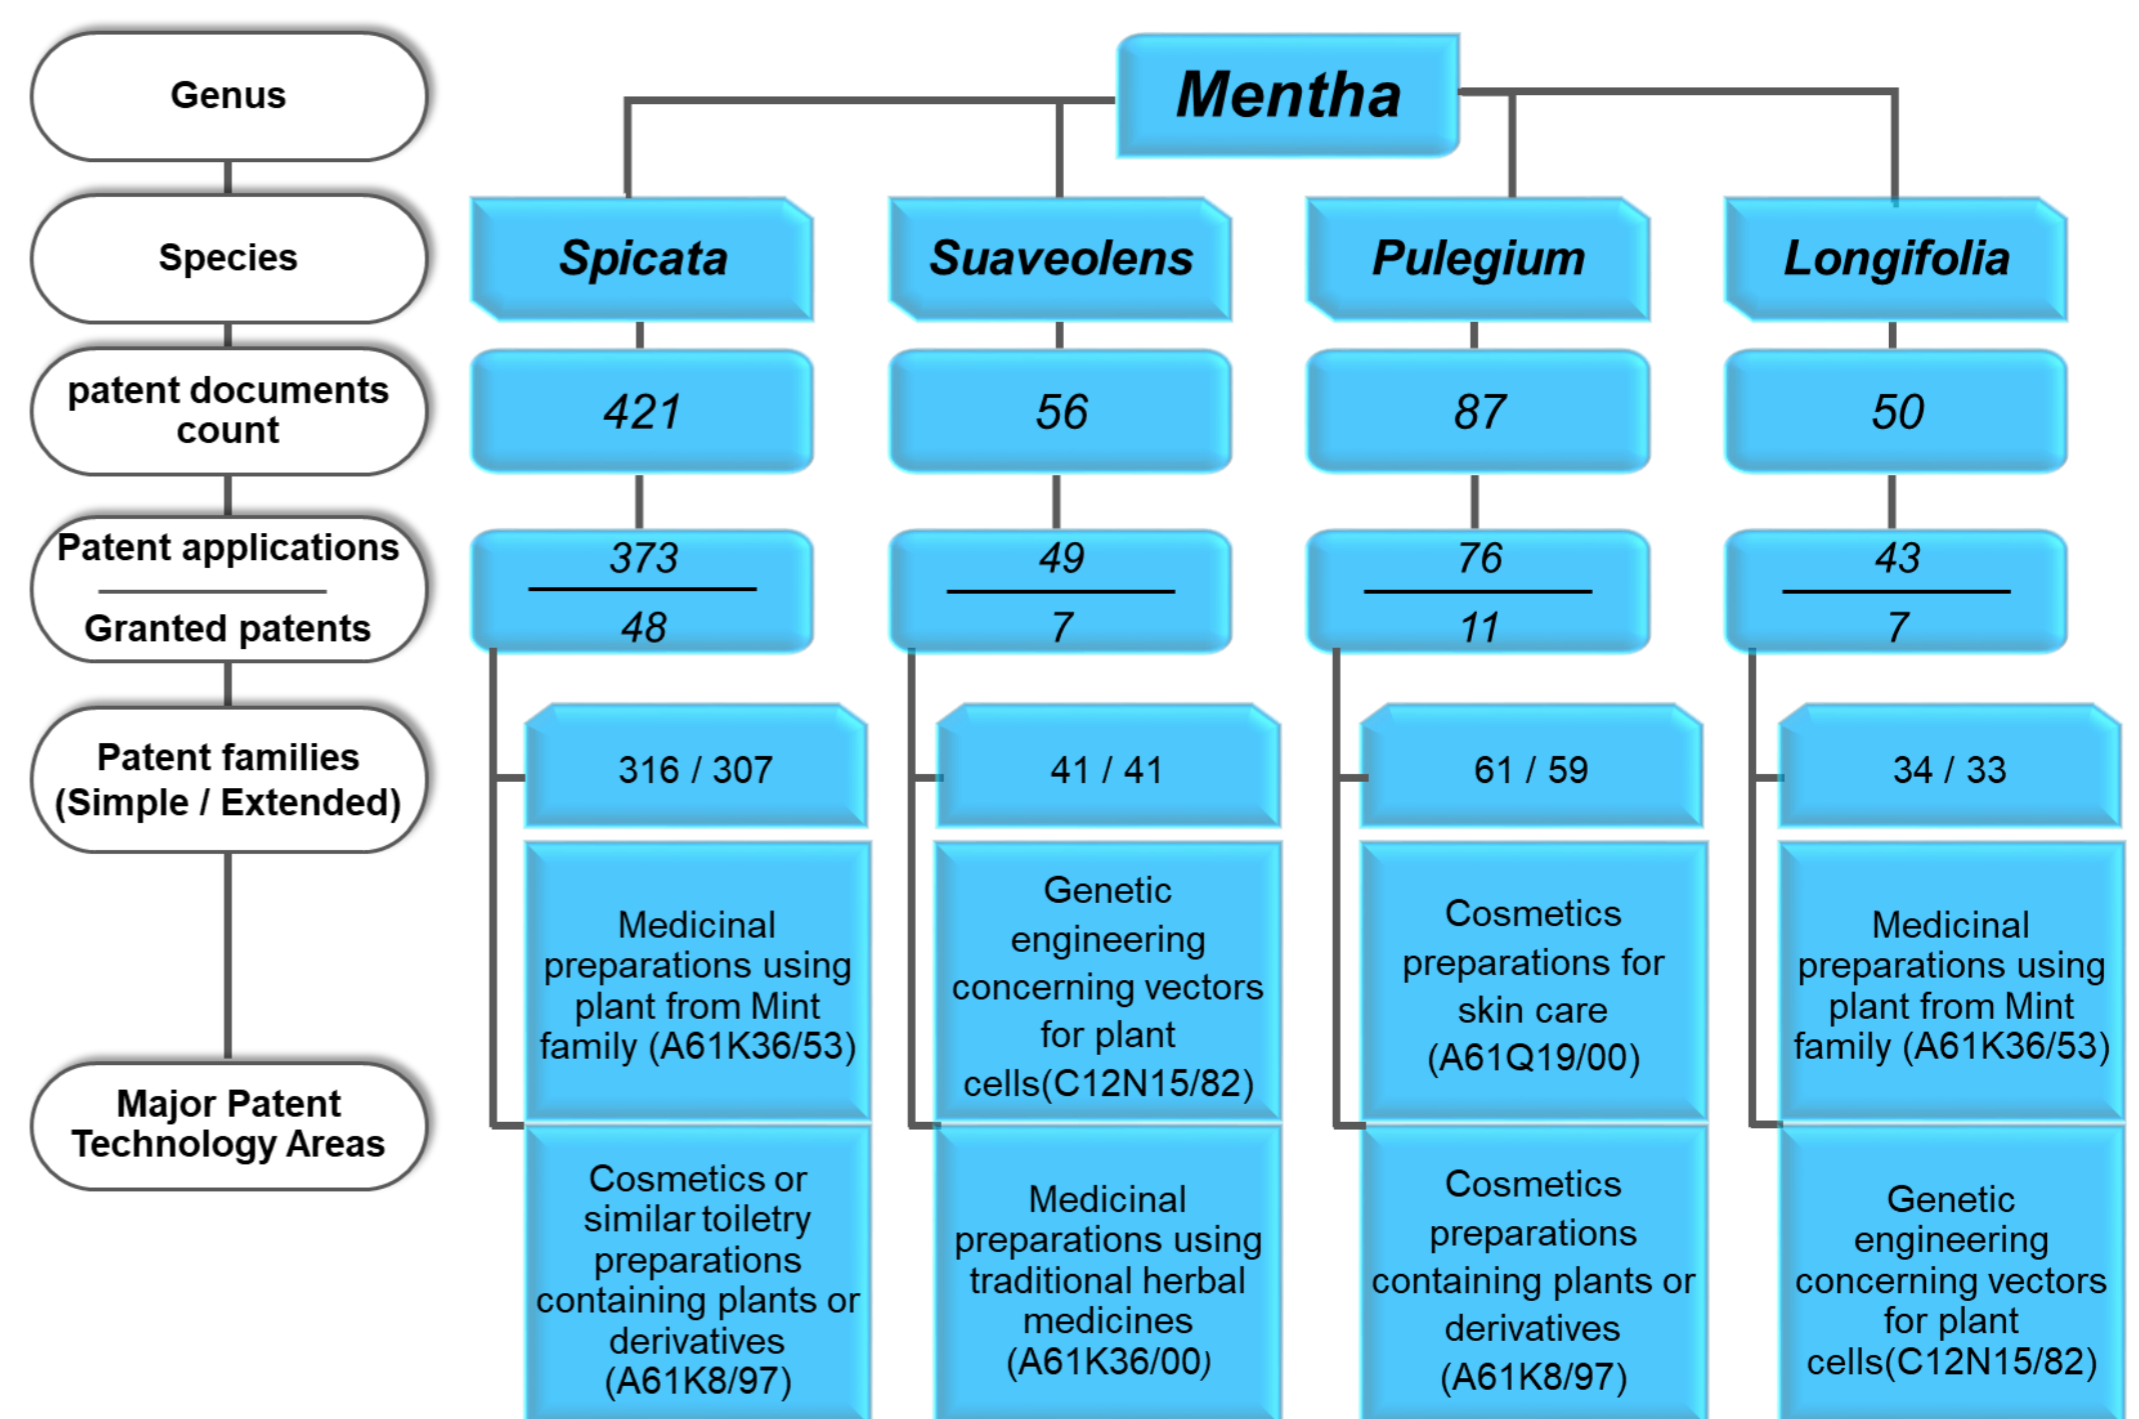 Genus
Mentha
Species
Spicata
Suaveolens
Pulegium
Longifolia
patent documents
count
421
56
87
50
Patent applications
Granted patents
373
48
49
7
76
11
43
7
Patent families
(Simple / Extended)
316 / 307
41 / 41
61 / 59
34 / 33
Major Patent
Technology Areas
Medicinal
preparations using
plant from Mint
family (A61K36/53)
Genetic
engineering
concerning vectors
for plant
cells(C12N15/82)
Cosmetics
preparations for
skin care
(A61Q19/00)
Medicinal
preparations using
plant from Mint
family (A61K36/53)
Cosmetics or
similar toiletry
preparations
containing plants or
derivatives
(A61K8/97)
Medicinal
preparations using
traditional herbal
medicines
(A61K36/00)
Cosmetics
preparations
containing plants or
derivatives
(A61K8/97)
Genetic
engineering
concerning vectors
for plant
cells(C12N15/82)